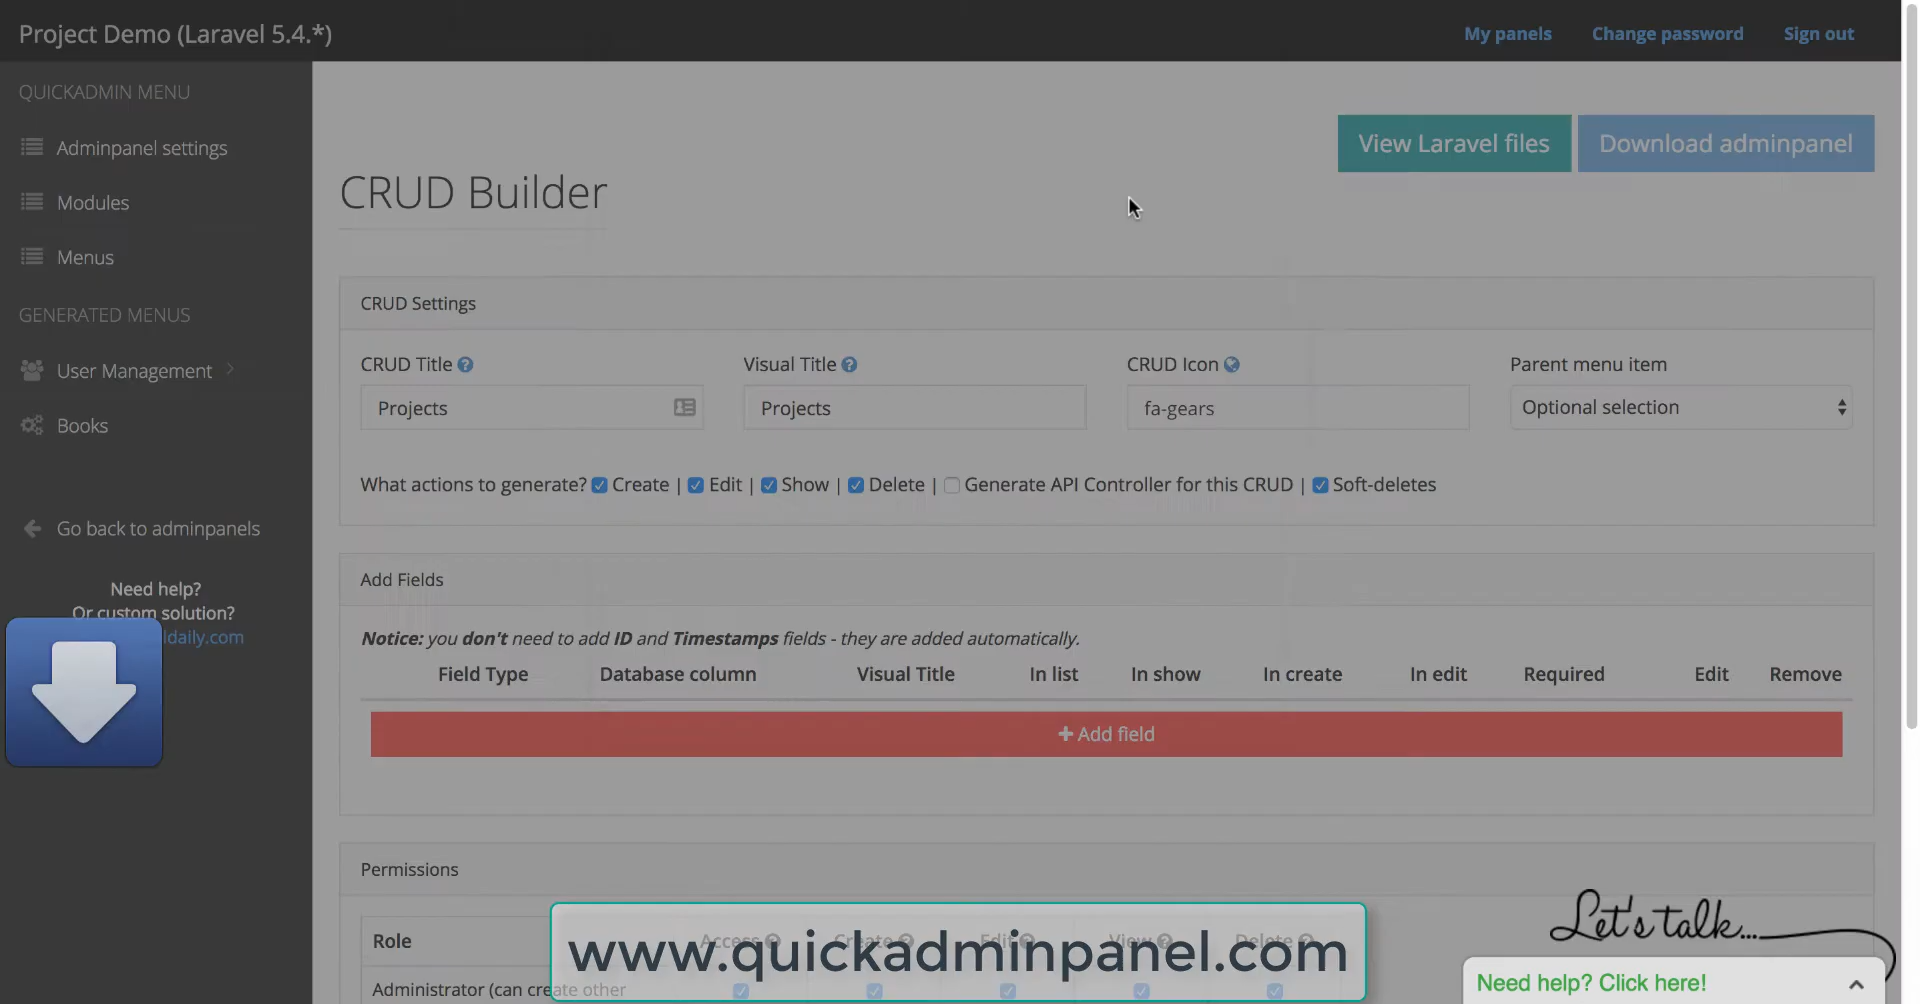 Project Demo (Laravel 5.4.*)
My panels
Change password
Sign out
QUICKADMIN MENU
Adminpanel settings
Modules
Menus
GENERATED MENUS
User Management
Books
Go back to adminpanels
Need help?
Or custom solution?
ldaily.com
View Laravel files
Download adminpanel
CRUD Builder
CRUD Settings
CRUD Title
Visual Title
CRUD Icon
Parent menu item
Projects
Projects
fa-gears
Optional selection
What actions to generate? Create | Edit | Show | Delete | Generate API Controller for this CRUD | Soft-deletes
Add Fields
Notice: you don't need to add ID and Timestamps fields - they are added automatically.
Field Type Database column Visual Title In list In show In create In edit Required Edit Remove
+ Add field
Permissions
Role Access Create Edit View Delete
Administrator (can create other
www.quickadminpanel.com
Let's talk...
Need help? Click here!